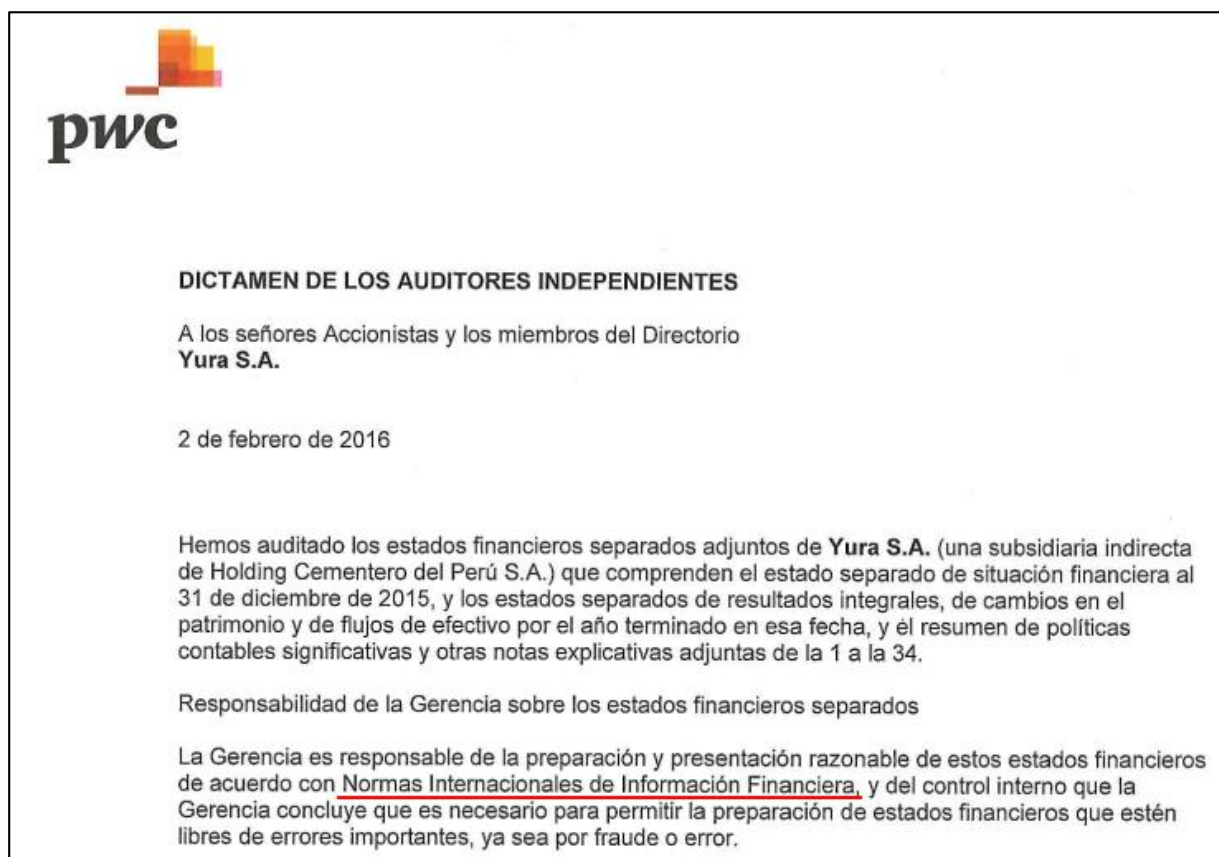 pwc
DICTAMEN DE LOS AUDITORES INDEPENDIENTES
A los señores Accionistas y los miembros del Directorio
Yura S.A.
2 de febrero de 2016
Hemos auditado los estados financieros separados adjuntos de Yura S.A. (una subsidiaria indirecta
de Holding Cementero del Perú S.A.) que comprenden el estado separado de situación financiera al
31 de diciembre de 2015, y los estados separados de resultados integrales, de cambios en el
patrimonio y de flujos de efectivo por el año terminado en esa fecha, y él resumen de políticas
contables significativas y otras notas explicativas adjuntas de la 1 a la 34.
Responsabilidad de la Gerencia sobre los estados financieros separados
La Gerencia es responsable de la preparación y presentación razonable de estos estados financieros
de acuerdo con Normas Internacionales de Información Financiera, y del control interno que la
Gerencia concluye que es necesario para permitir la preparación de estados financieros que estén
libres de errores importantes, ya sea por fraude o error.